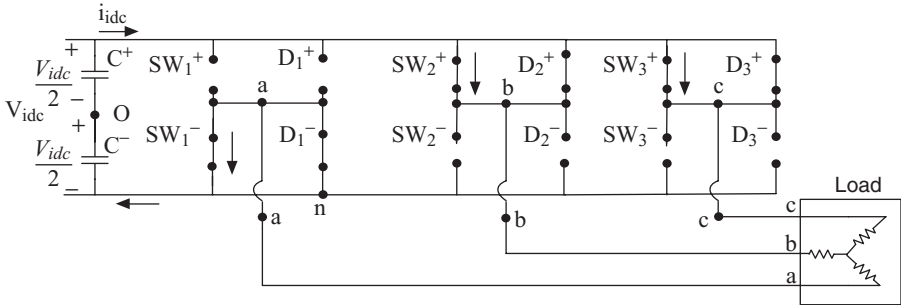 i_idc
+ SW₁⁺ D₁⁺ SW₂⁺ D₂⁺ SW₃⁺ D₃⁺
C⁺
V_idc/2
− a b c
V_idc O
+ SW₁⁻ D₁⁻ SW₂⁻ D₂⁻ SW₃⁻ D₃⁻
C⁻
V_idc/2
− n
Load
a b c
c
b
a